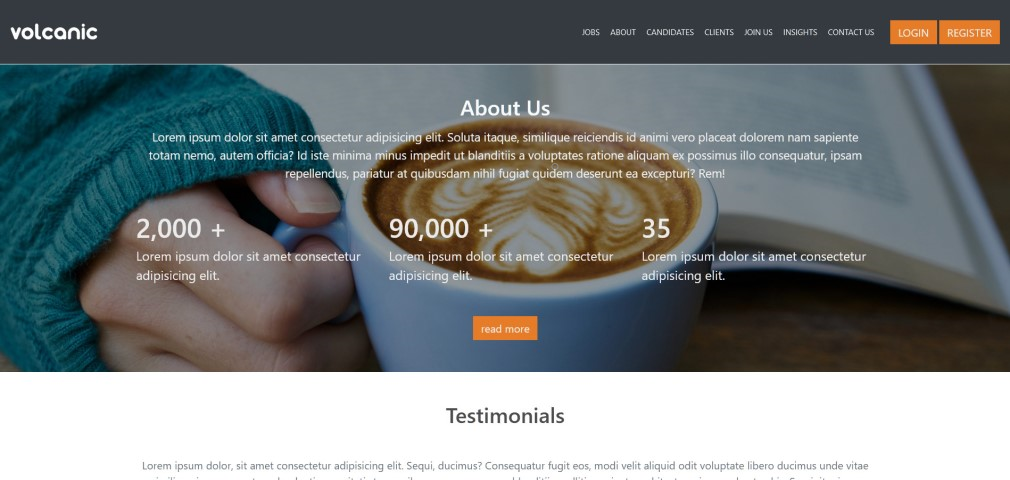 volcanic
JOBS ABOUT CANDIDATES CLIENTS JOIN US INSIGHTS CONTACT US LOGIN REGISTER
About Us
Lorem ipsum dolor sit amet consectetur adipisicing elit. Soluta itaque, similique reiciendis id animi vero placeat dolorem nam sapiente
totam nemo, autem officia? Id iste minima minus impedit ut blanditiis a voluptates ratione aliquam ex possimus illo consequatur, ipsam
repellendus, pariatur at quibusdam nihil fugiat quidem deserunt ea excepturi? Rem!
2,000 +
Lorem ipsum dolor sit amet consectetur
adipisicing elit.
90,000 +
Lorem ipsum dolor sit amet consectetur
adipisicing elit.
35
Lorem ipsum dolor sit amet consectetur
adipisicing elit.
read more
Testimonials
Lorem ipsum dolor, sit amet consectetur adipisicing elit. Sequi, ducimus? Consequatur fugit eos, modi velit aliquid odit voluptate libero ducimus unde vitae